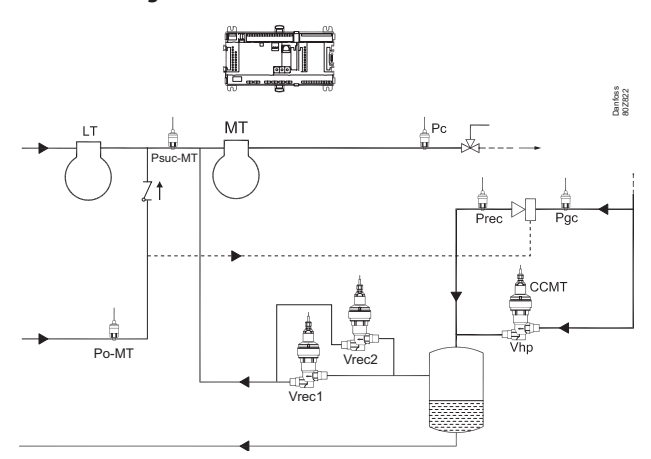 Danfoss
80Z822
LT
MT
Pc
Psuc-MT
Prec
Pgc
CCMT
Po-MT
Vrec2
Vhp
Vrec1